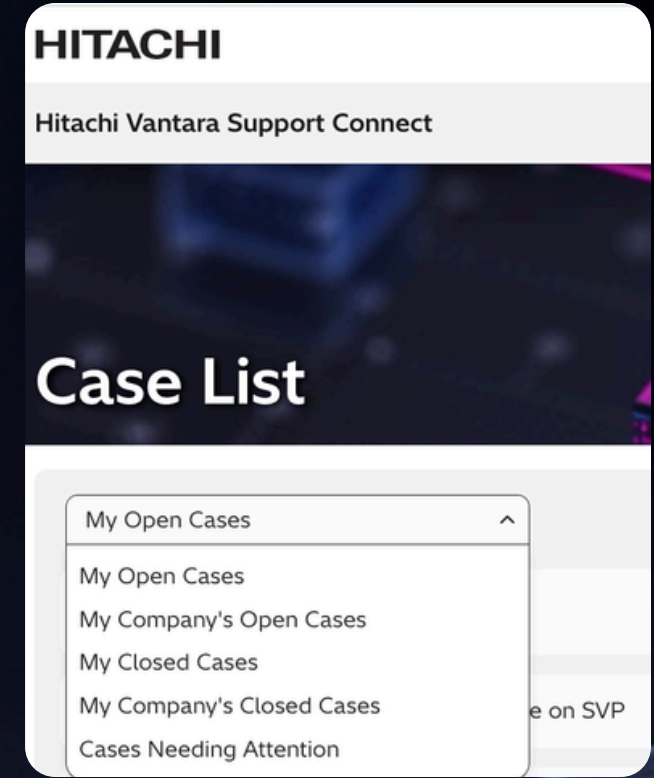 HITACHI
Hitachi Vantara Support Connect
Case List
My Open Cases
My Open Cases
My Company's Open Cases
My Closed Cases
My Company's Closed Cases
e on SVP
Cases Needing Attention